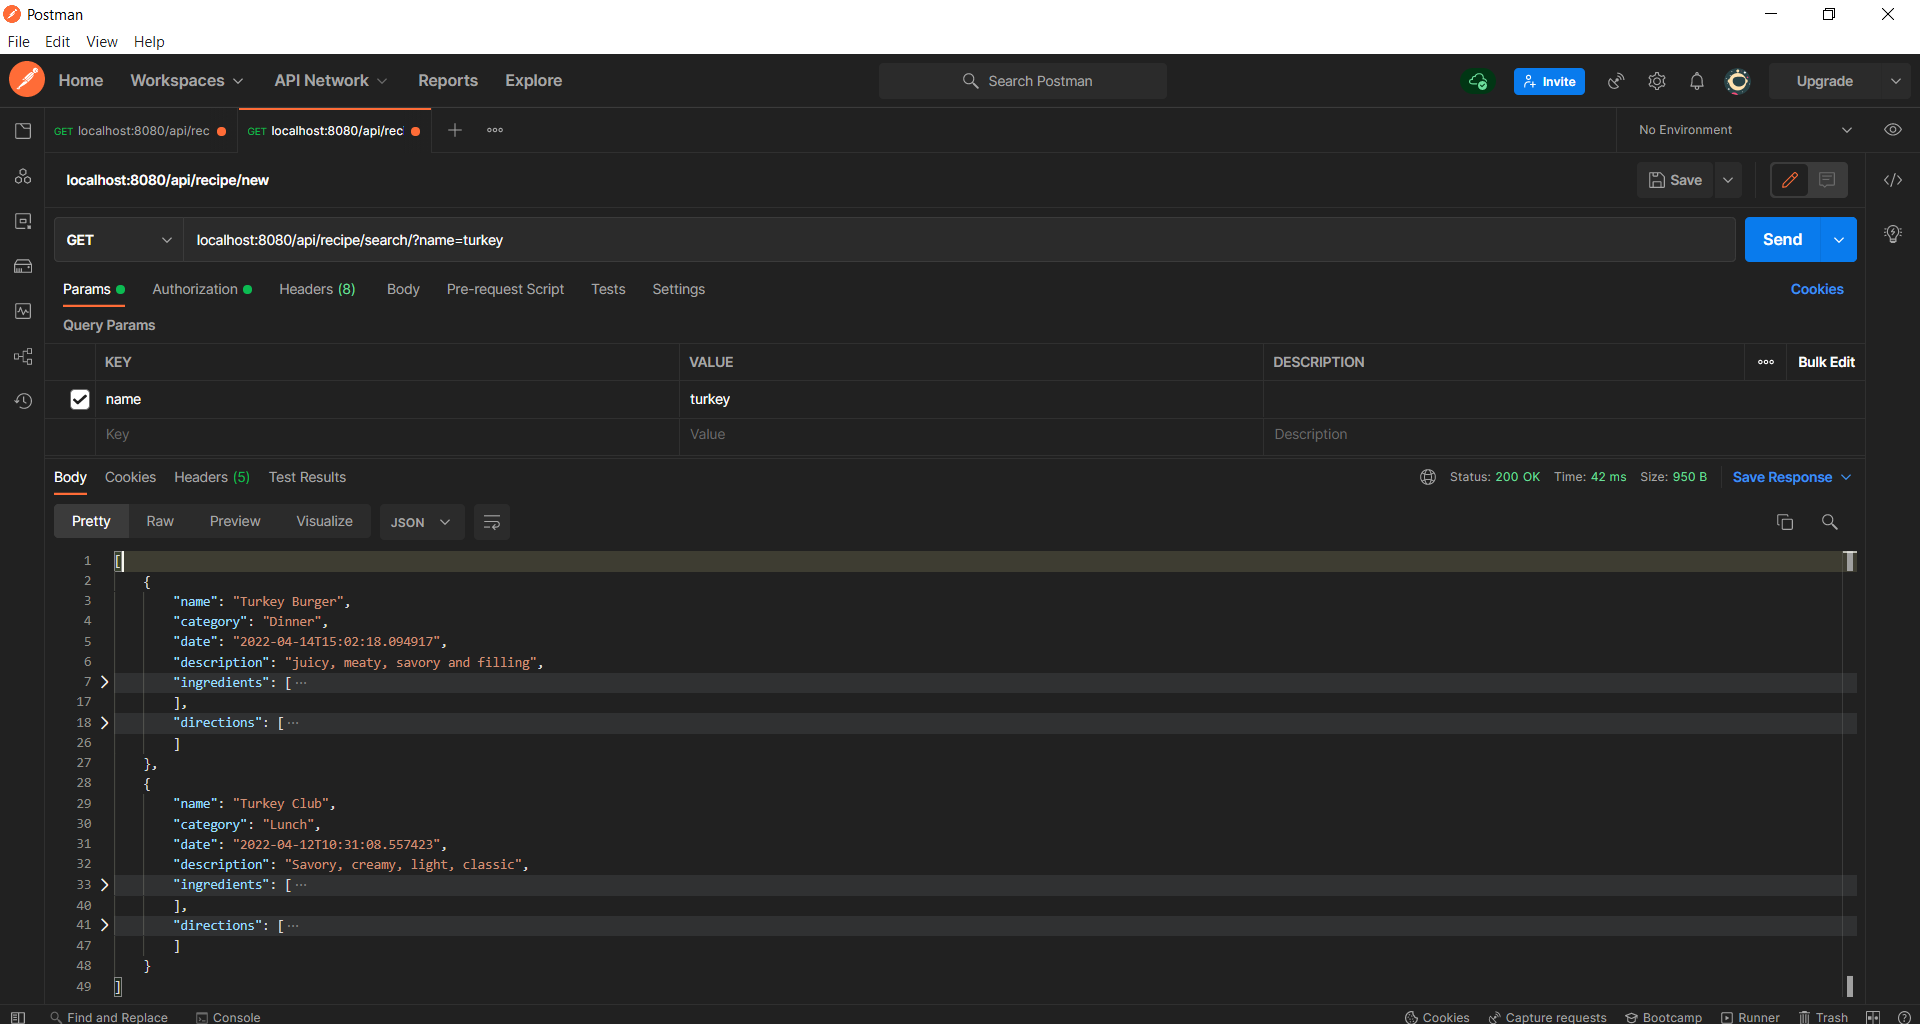 Postman
File Edit View Help
Home Workspaces API Network Reports Explore Search Postman Invite Upgrade
GET localhost:8080/api/rec GET localhost:8080/api/rec No Environment
localhost:8080/api/recipe/new Save
GET localhost:8080/api/recipe/search/?name=turkey Send
Params Authorization Headers (8) Body Pre-request Script Tests Settings Cookies
Query Params
KEY VALUE DESCRIPTION Bulk Edit
name turkey
Key Value Description
Body Cookies Headers (5) Test Results Status: 200 OK Time: 42 ms Size: 950 B Save Response
Pretty Raw Preview Visualize JSON
1 [
2 {
3 "name": "Turkey Burger",
4 "category": "Dinner",
5 "date": "2022-04-14T15:02:18.094917",
6 "description": "juicy, meaty, savory and filling",
7 "ingredients": [ ···
17 ],
18 "directions": [ ···
26 ]
27 },
28 {
29 "name": "Turkey Club",
30 "category": "Lunch",
31 "date": "2022-04-12T10:31:08.557423",
32 "description": "Savory, creamy, light, classic",
33 "ingredients": [ ···
40 ],
41 "directions": [ ···
47 ]
48 }
49 ]
Find and Replace Console Cookies Capture requests Bootcamp Runner Trash